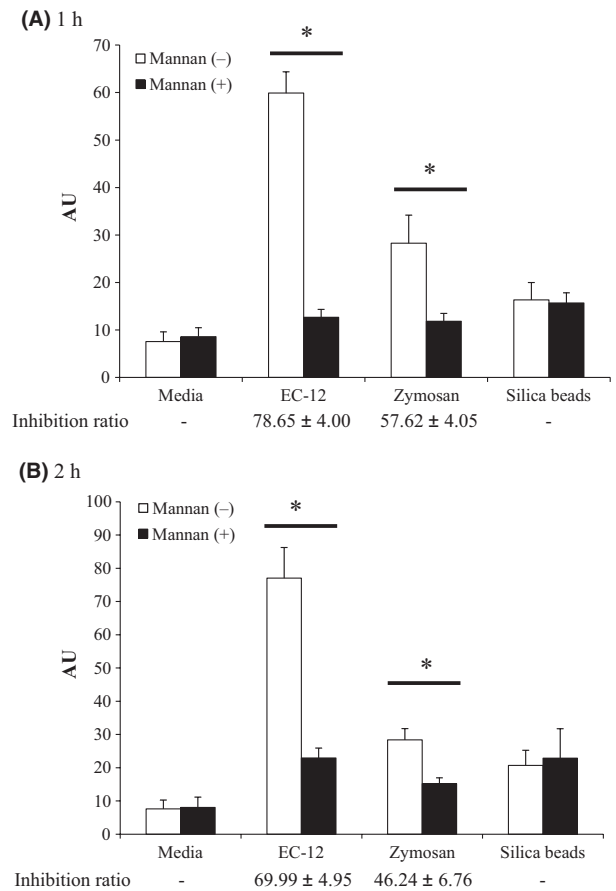 (A) 1 h
70
60
50
40
30
20
10
0
AU
Mannan (–)
Mannan (+)
*
*
Media EC-12 Zymosan Silica beads
Inhibition ratio - 78.65 ± 4.00 57.62 ± 4.05 -
(B) 2 h
100
90
80
70
60
50
40
30
20
10
0
AU
Mannan (–)
Mannan (+)
*
*
Media EC-12 Zymosan Silica beads
Inhibition ratio - 69.99 ± 4.95 46.24 ± 6.76 -